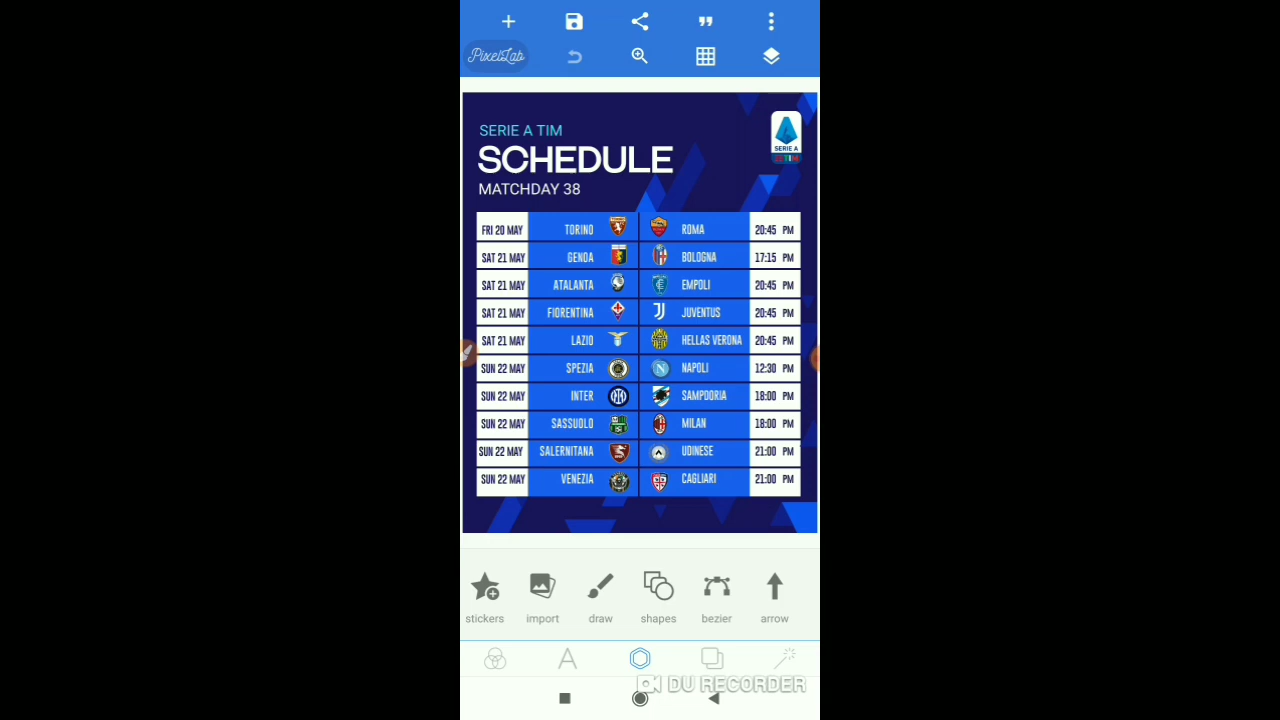 PixelLab
SERIE A TIM
SCHEDULE
MATCHDAY 38
SERIE A
TIM
FRI 20 MAY TORINO ROMA 20:45 PM
SAT 21 MAY GENOA BOLOGNA 17:15 PM
SAT 21 MAY ATALANTA EMPOLI 20:45 PM
SAT 21 MAY FIORENTINA JUVENTUS 20:45 PM
SAT 21 MAY LAZIO HELLAS VERONA 20:45 PM
SUN 22 MAY SPEZIA NAPOLI 12:30 PM
SUN 22 MAY INTER SAMPDORIA 18:00 PM
SUN 22 MAY SASSUOLO MILAN 18:00 PM
SUN 22 MAY SALERNITANA UDINESE 21:00 PM
SUN 22 MAY VENEZIA CAGLIARI 21:00 PM
stickers import draw shapes bezier arrow
DU RECORDER